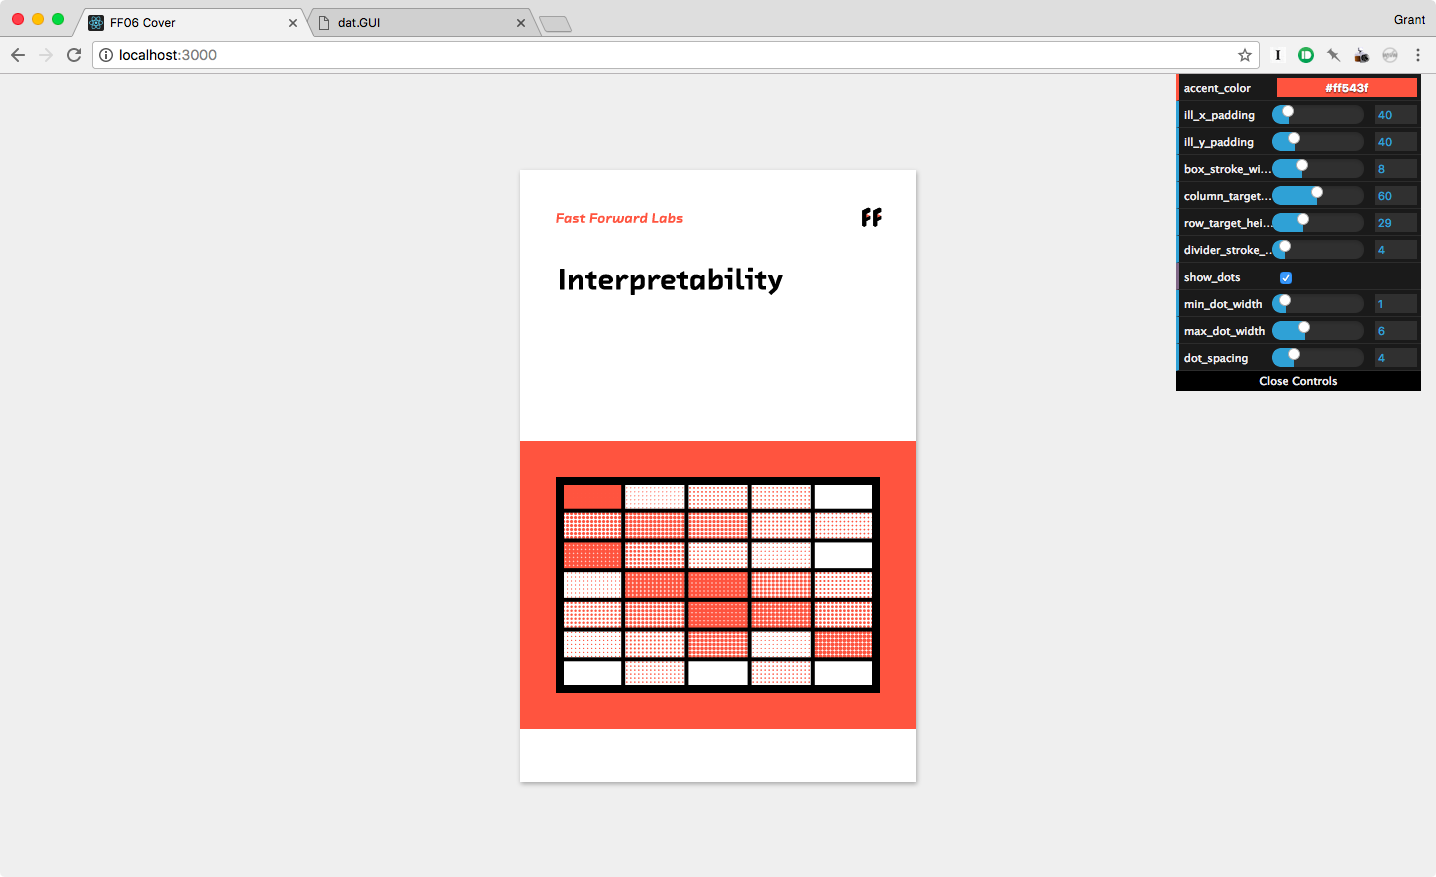 FF06 Cover
dat.GUI
Grant
localhost:3000
accent_color #ff543f
ill_x_padding 40
ill_y_padding 40
box_stroke_wi... 8
column_target... 60
row_target_hei... 29
divider_stroke_... 4
show_dots
min_dot_width 1
max_dot_width 6
dot_spacing 4
Close Controls
Fast Forward Labs FF
Interpretability